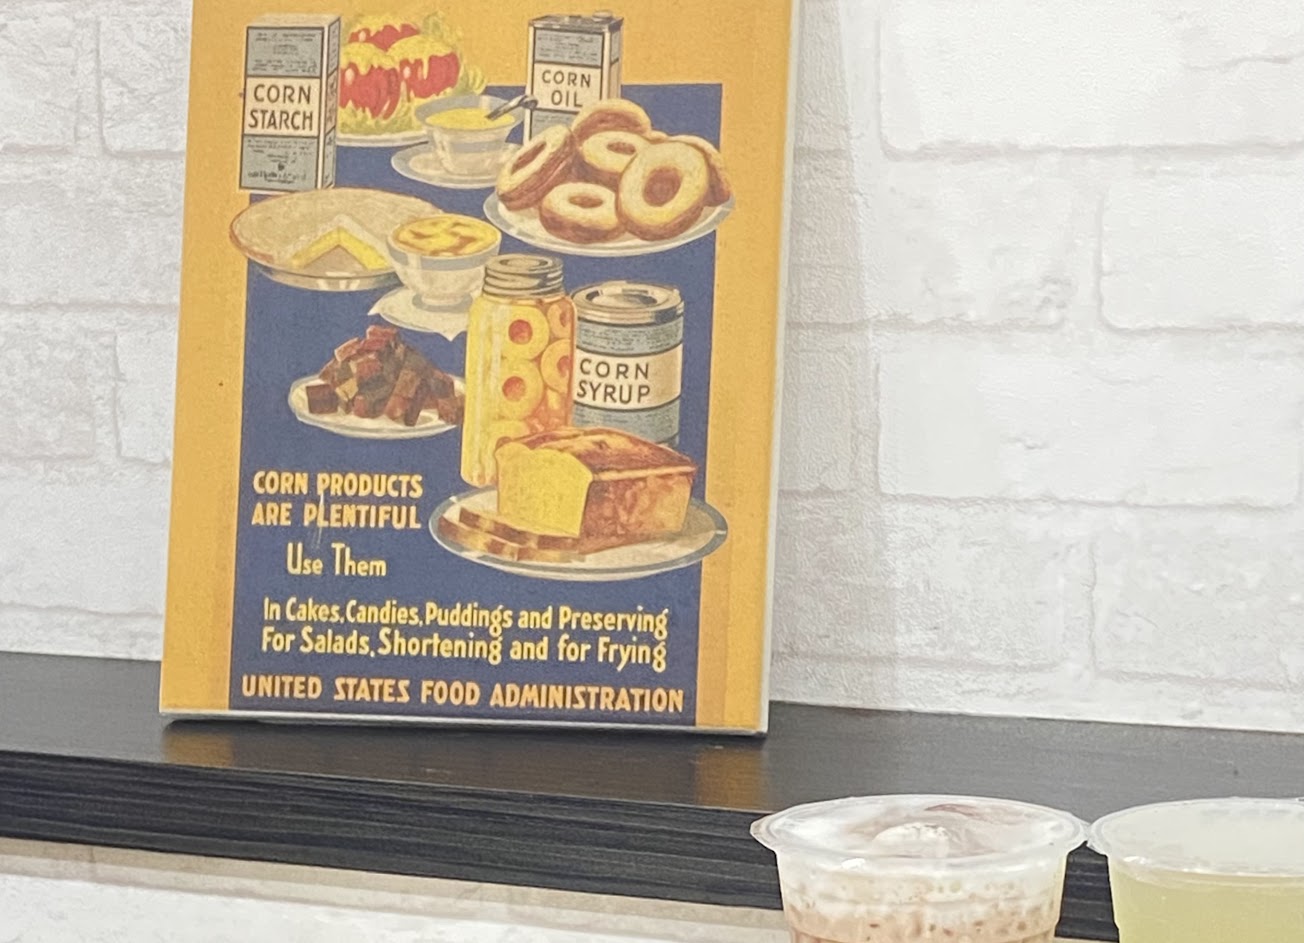 CORN
STARCH
CORN
OIL
CORN
SYRUP
CORN PRODUCTS
ARE PLENTIFUL
Use Them
In Cakes, Candies, Puddings and Preserving
For Salads, Shortening and for Frying
UNITED STATES FOOD ADMINISTRATION